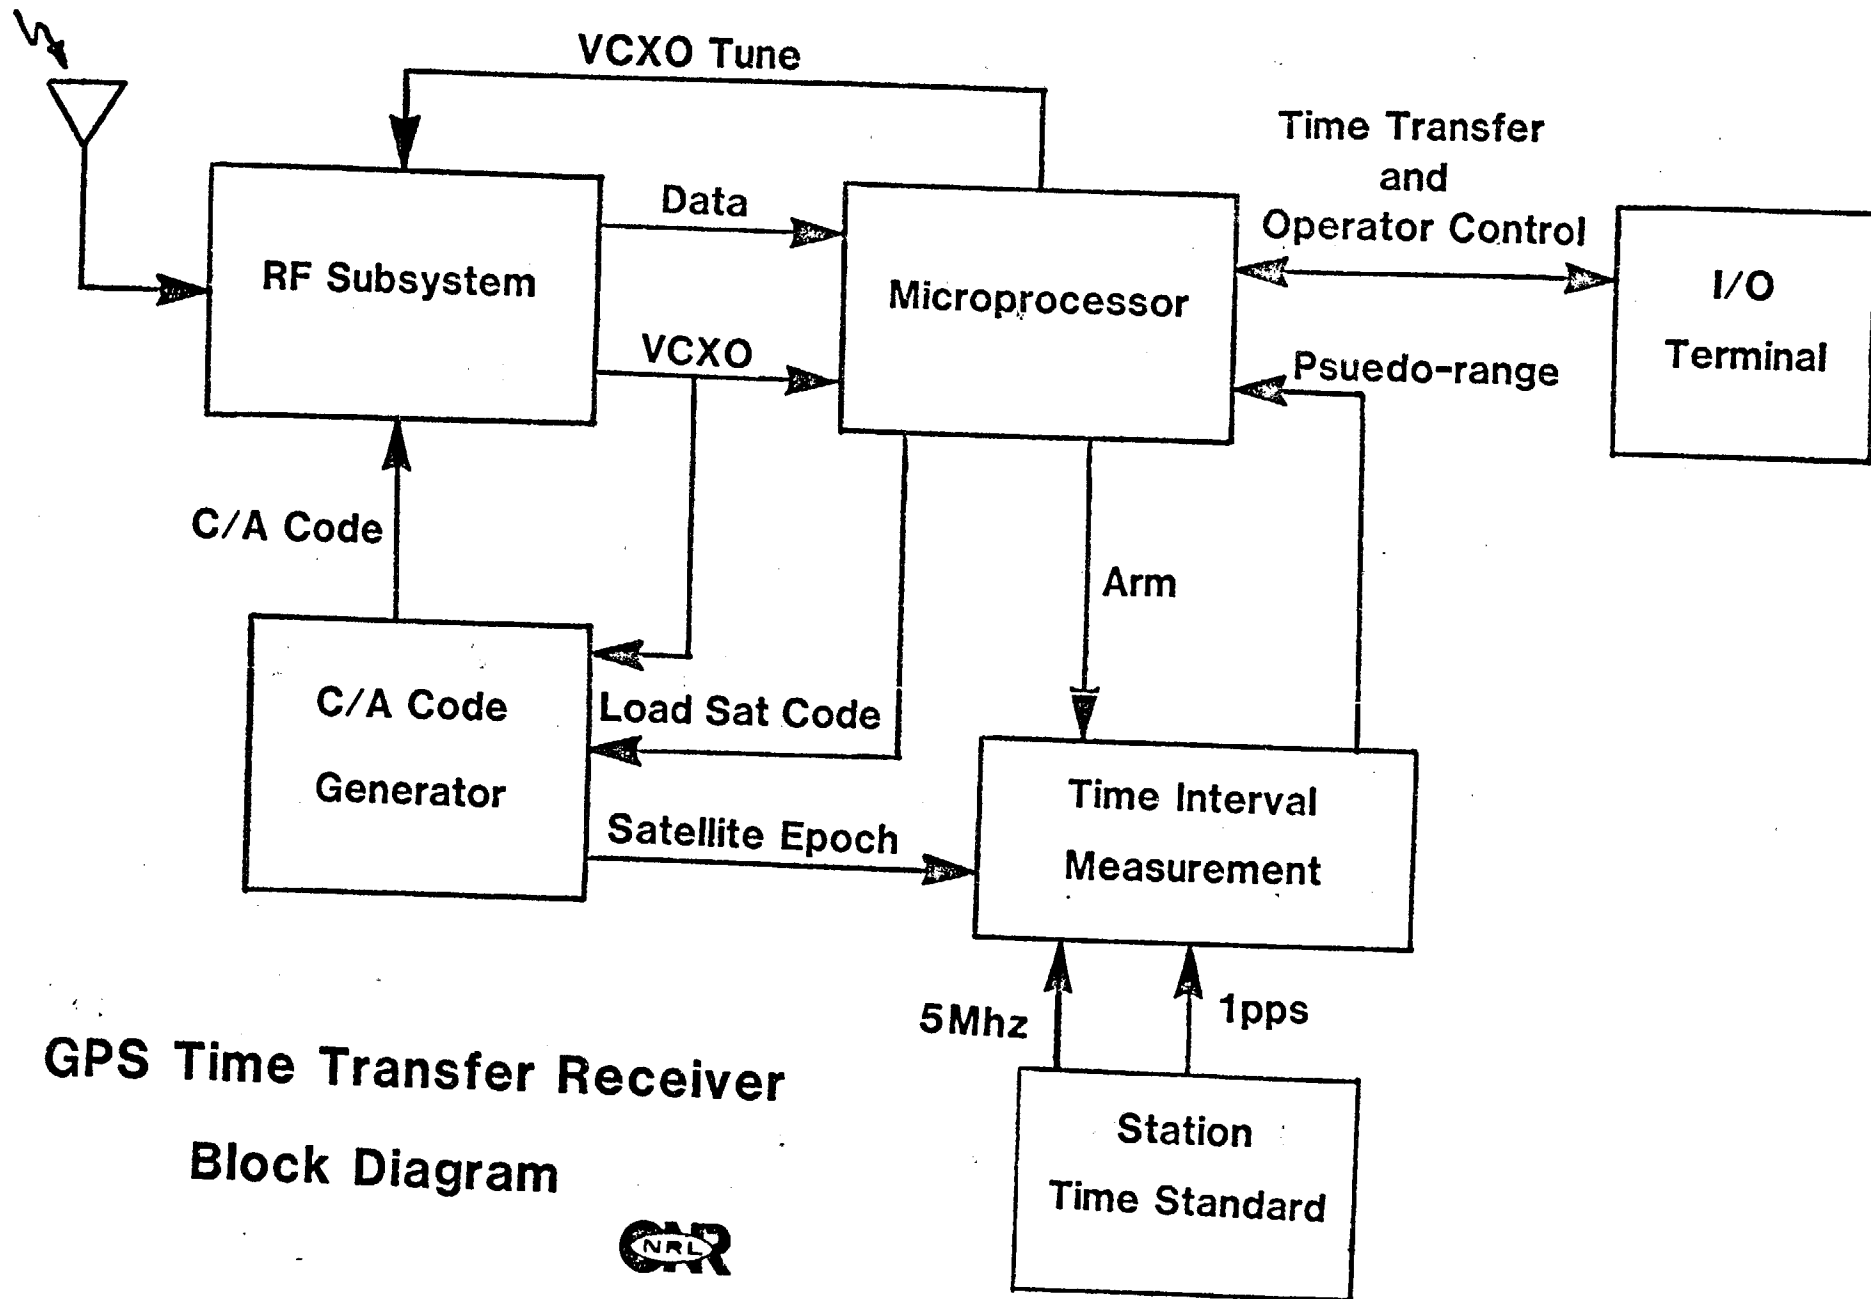 VCXO Tune
Time Transfer
and
Operator Control
Data
RF Subsystem
Microprocessor
I/O
Terminal
VCXO
Psuedo-range
C/A Code
Arm
C/A Code
Generator
Load Sat Code
Time Interval
Measurement
Satellite Epoch
5Mhz
1pps
GPS Time Transfer Receiver
Block Diagram
Station
Time Standard
ONR
NRL